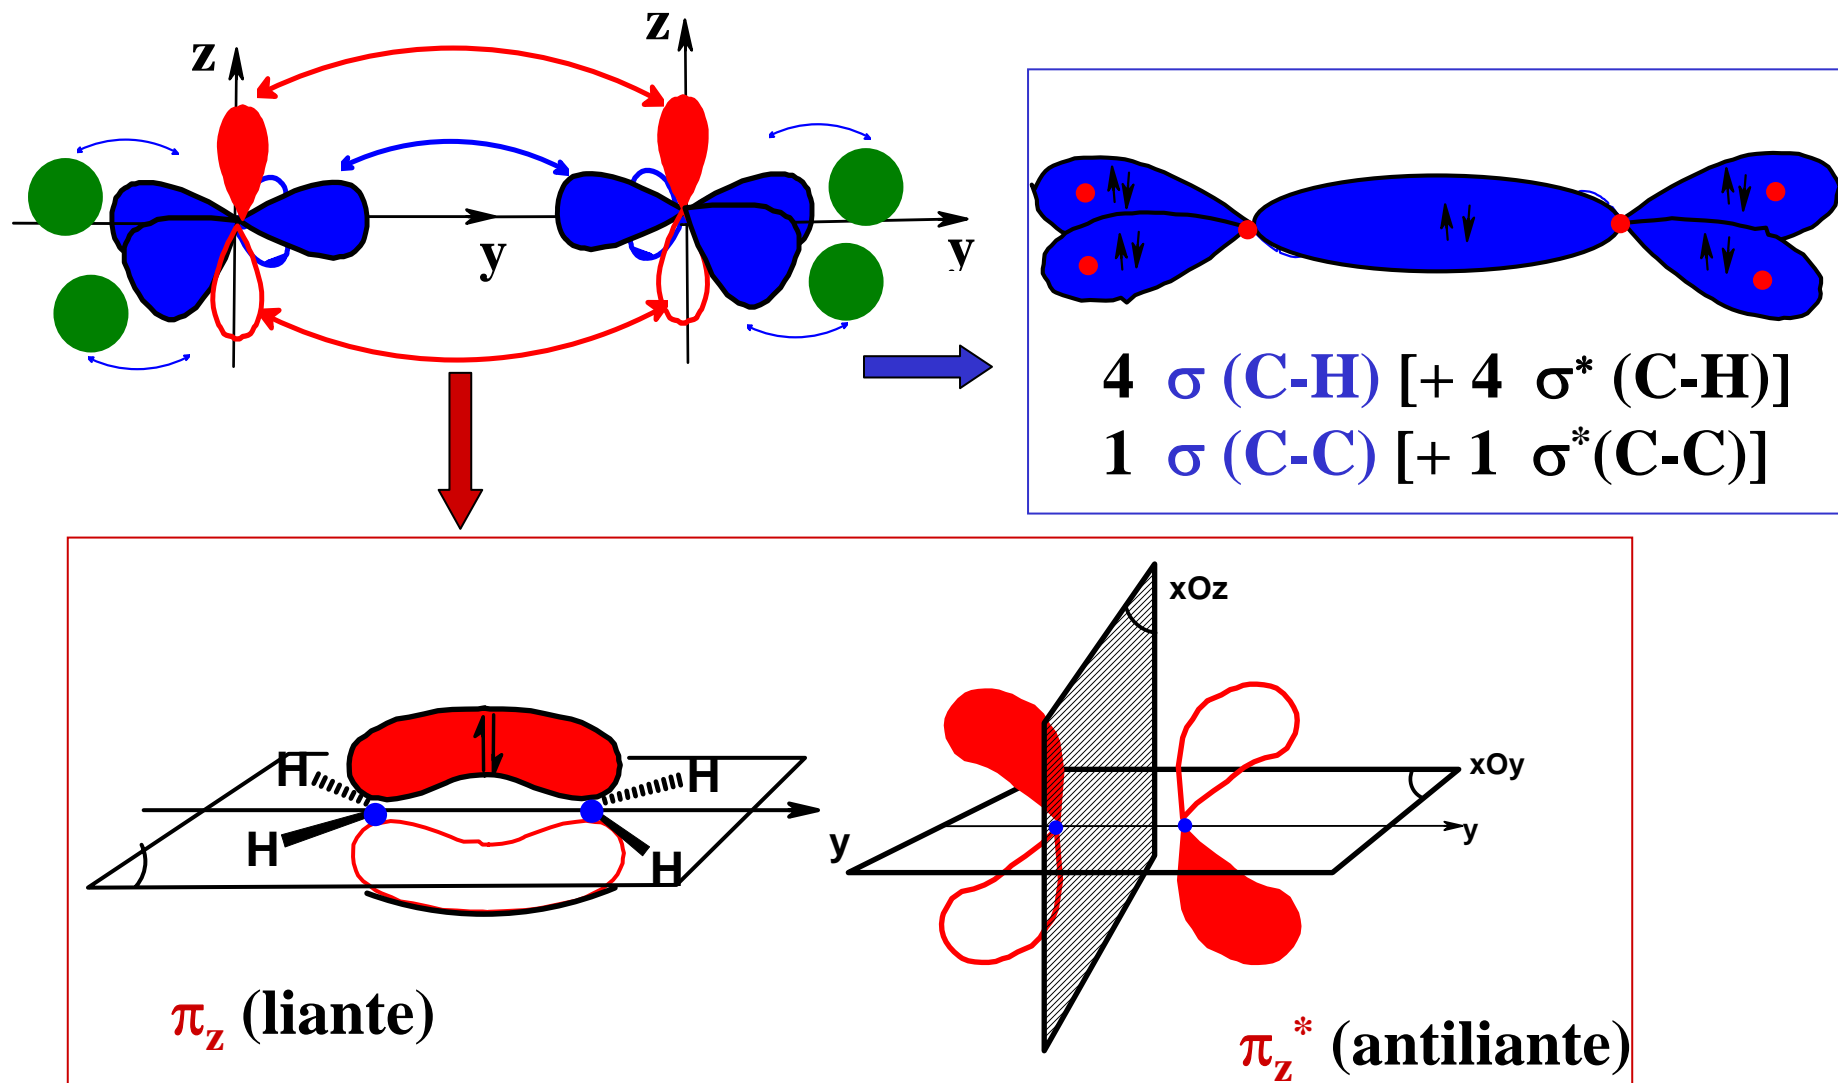 z
z
y
y
4 σ (C-H) [+ 4 σ* (C-H)]
1 σ (C-C) [+ 1 σ*(C-C)]
xOz
xOy
H
H
H
H
y
y
πz (liante)
πz* (antiliante)